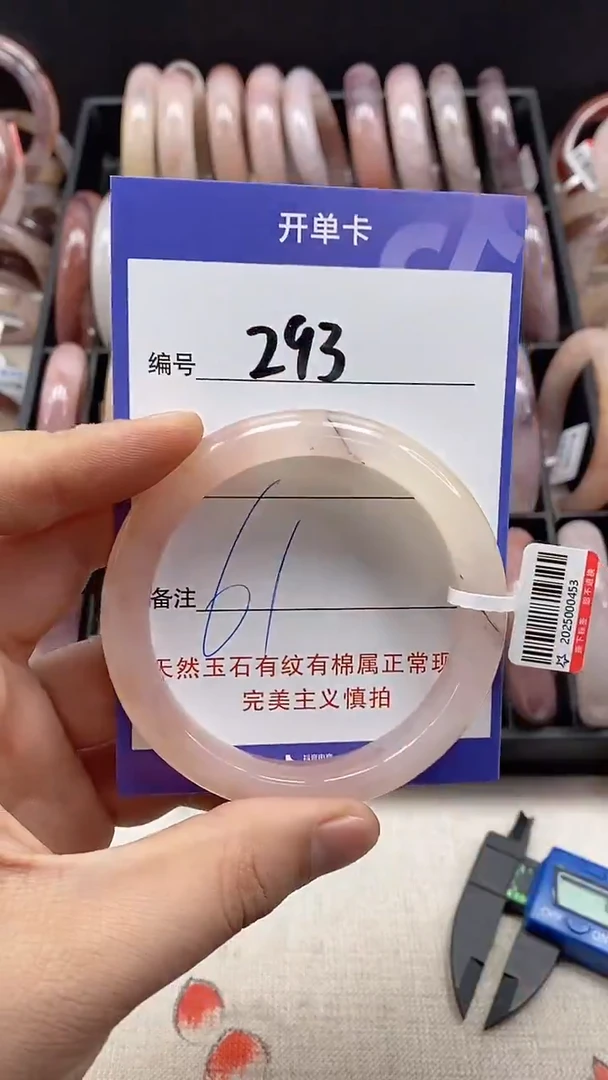 开单卡
编号 293
备注 61
天然玉石有纹有棉属正常现
完美主义慎拍
2025000453